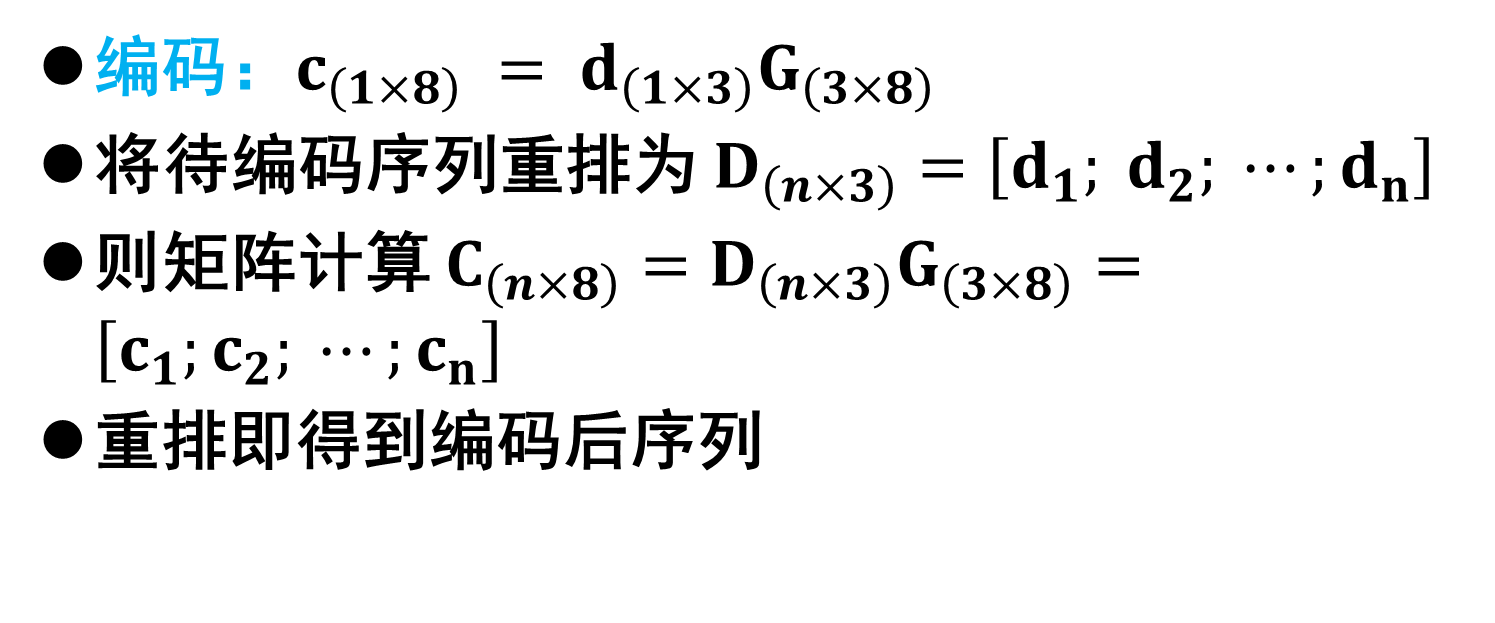 ●编码：c(1×8) = d(1×3)G(3×8)
●将待编码序列重排为 D(n×3) = [d1; d2; ⋯; dn]
●则矩阵计算 C(n×8) = D(n×3)G(3×8) =
[c1; c2; ⋯; cn]
●重排即得到编码后序列